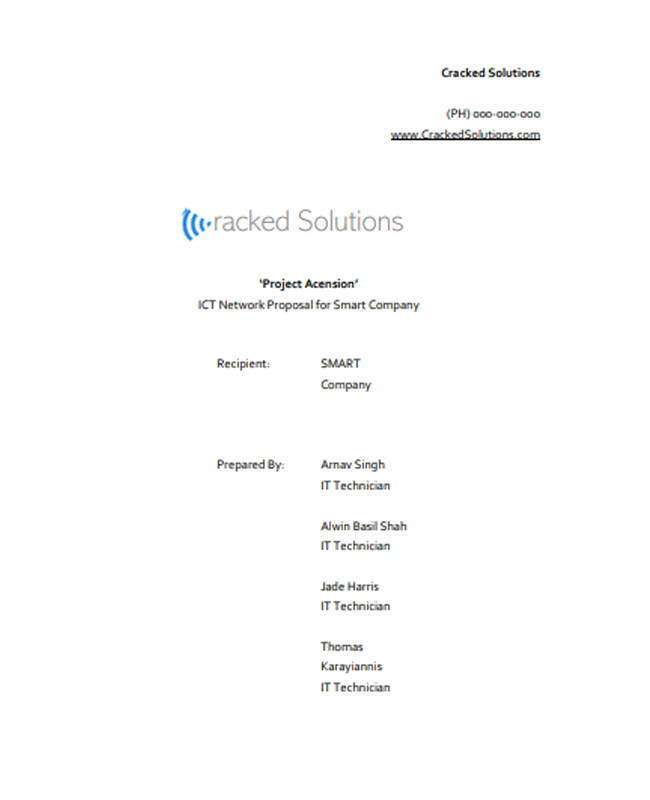 Cracked Solutions
(PH) 000-000-000
www.CrackedSolutions.com
racked Solutions
‘Project Acension’
ICT Network Proposal for Smart Company
Recipient: SMART
Company
Prepared By: Arnav Singh
IT Technician
Alwin Basil Shah
IT Technician
Jade Harris
IT Technician
Thomas
Karayiannis
IT Technician